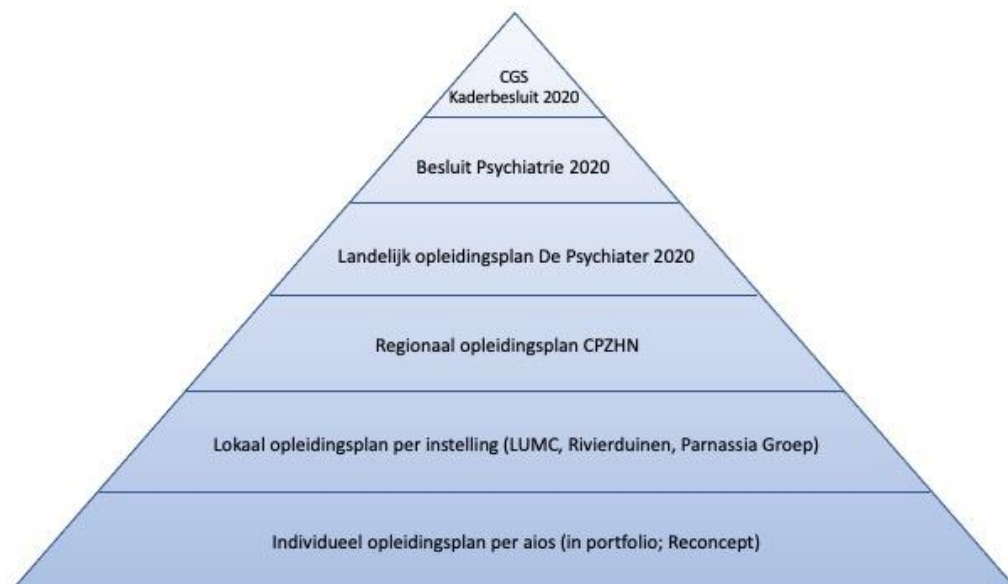 CGS
Kaderbesluit 2020
Besluit Psychiatrie 2020
Landelijk opleidingsplan De Psychiater 2020
Regionaal opleidingsplan CPZHN
Lokaal opleidingsplan per instelling (LUMC, Rivierduinen, Parnassia Groep)
Individueel opleidingsplan per aios (in portfolio; Reconcept)